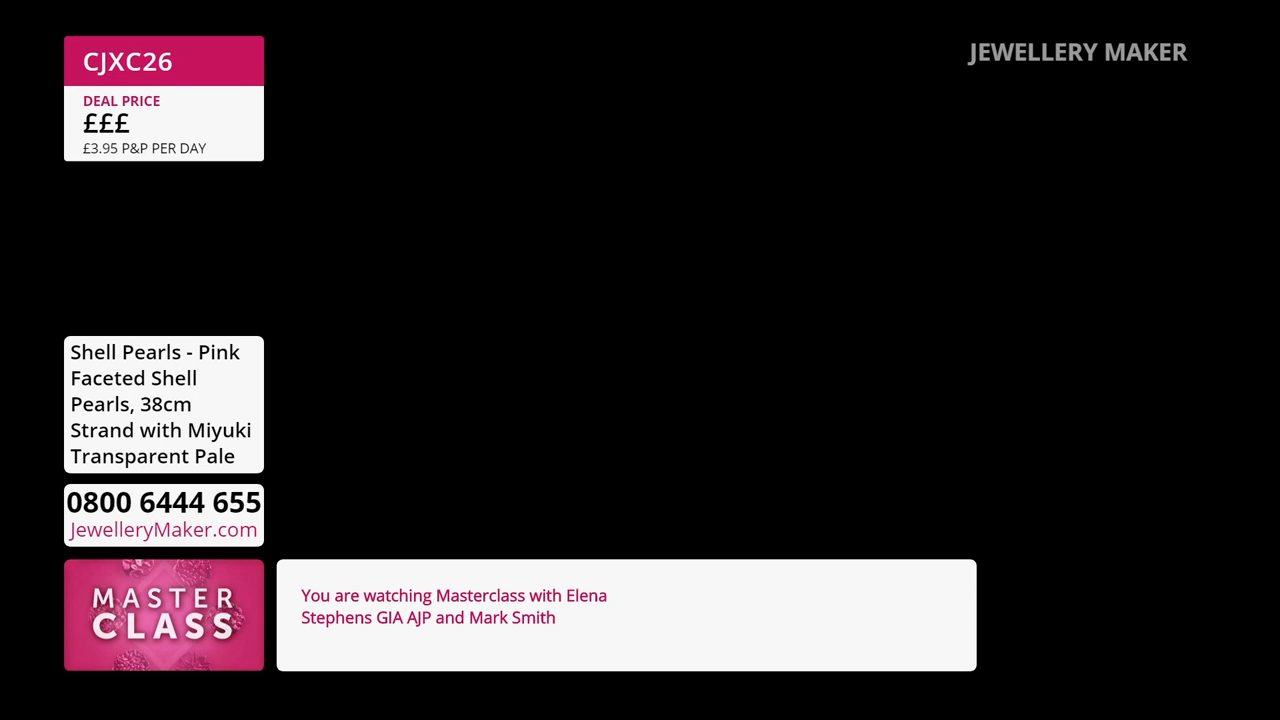 CJXC26
DEAL PRICE
£££
£3.95 P&P PER DAY
JEWELLERY MAKER
Shell Pearls - Pink
Faceted Shell
Pearls, 38cm
Strand with Miyuki
Transparent Pale
0800 6444 655
JewelleryMaker.com
MASTER
CLASS
You are watching Masterclass with Elena
Stephens GIA AJP and Mark Smith